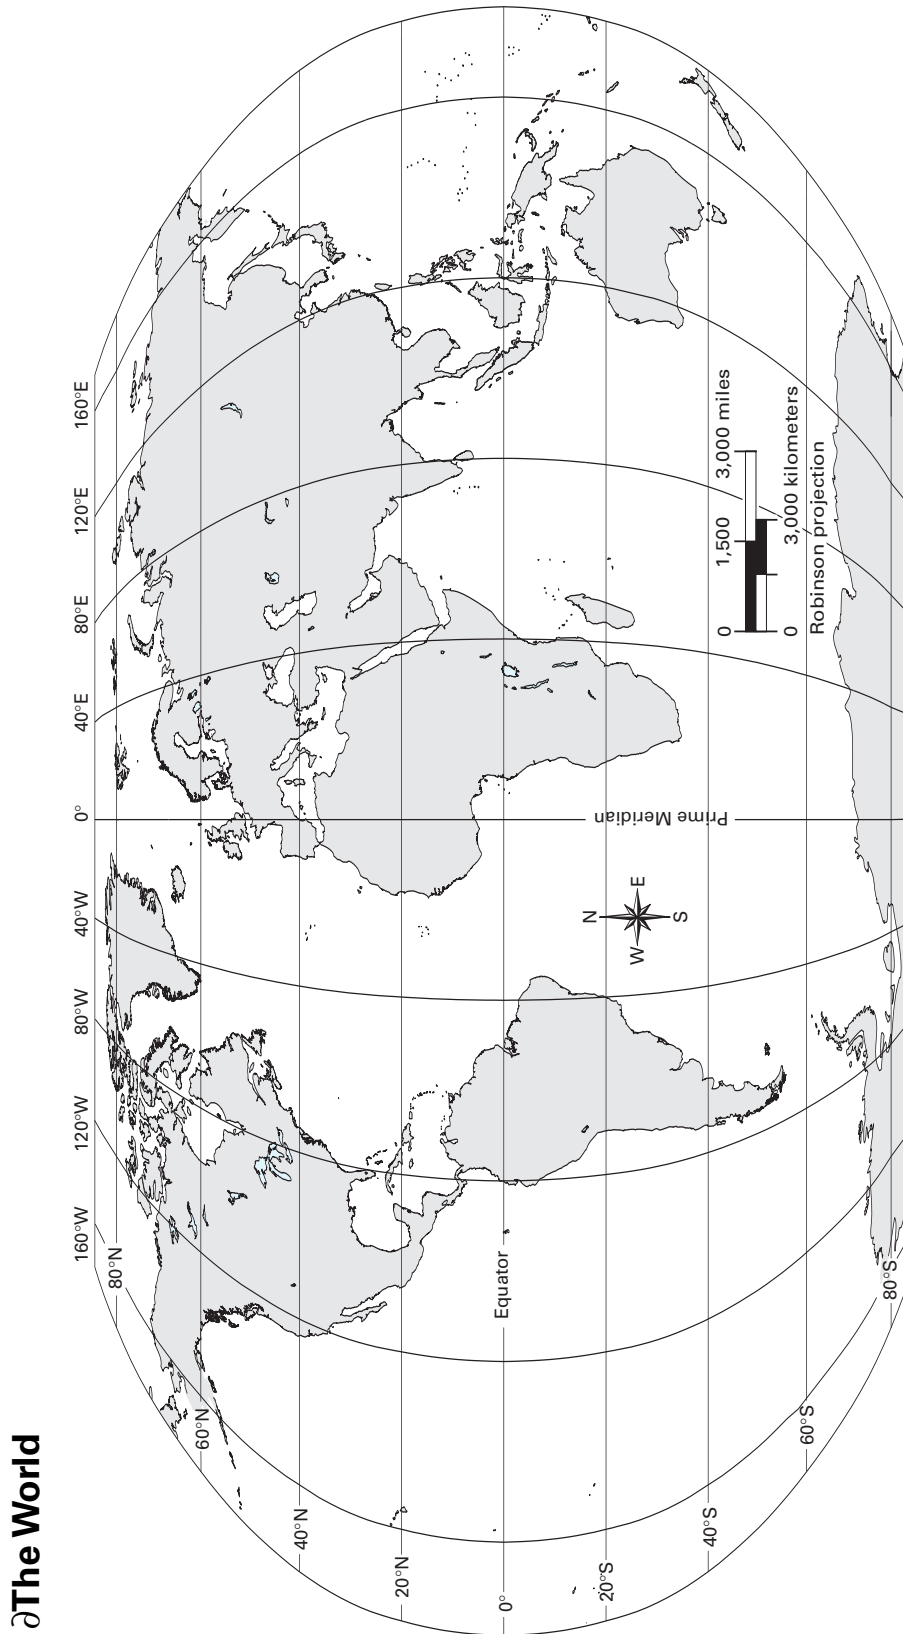 ∂The World
160°W
120°W
80°W
40°W
0°
40°E
80°E
120°E
160°E
80°N
60°N
40°N
20°N
0°
20°S
40°S
60°S
80°S
Equator
Prime Meridian
N
W E
S
0 1,500 3,000 miles
0 3,000 kilometers
Robinson projection